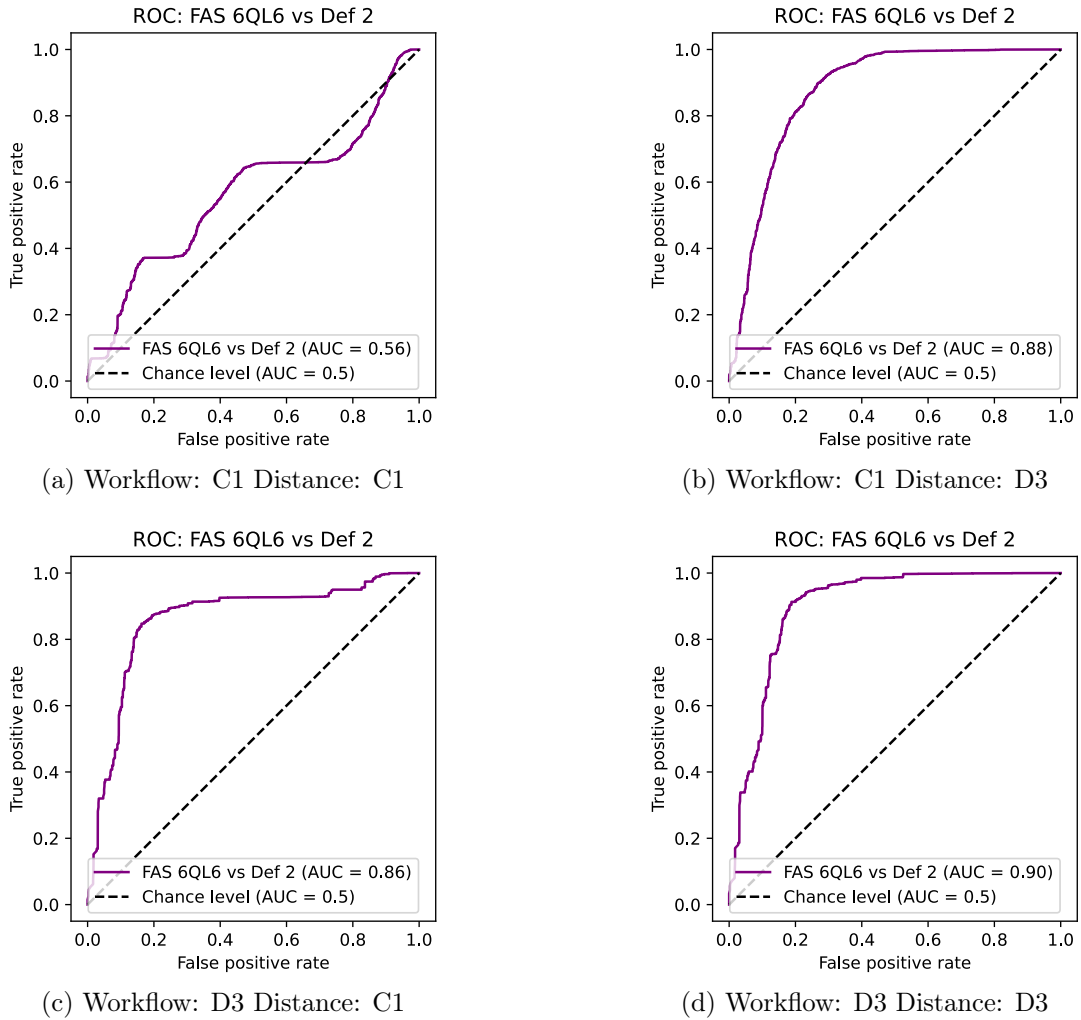 ROC: FAS 6QL6 vs Def 2
True positive rate
1.0
0.8
0.6
0.4
0.2
0.0
FAS 6QL6 vs Def 2 (AUC = 0.56)
Chance level (AUC = 0.5)
0.0 0.2 0.4 0.6 0.8 1.0
False positive rate
(a) Workflow: C1 Distance: C1
ROC: FAS 6QL6 vs Def 2
True positive rate
1.0
0.8
0.6
0.4
0.2
0.0
FAS 6QL6 vs Def 2 (AUC = 0.88)
Chance level (AUC = 0.5)
0.0 0.2 0.4 0.6 0.8 1.0
False positive rate
(b) Workflow: C1 Distance: D3
ROC: FAS 6QL6 vs Def 2
True positive rate
1.0
0.8
0.6
0.4
0.2
0.0
FAS 6QL6 vs Def 2 (AUC = 0.86)
Chance level (AUC = 0.5)
0.0 0.2 0.4 0.6 0.8 1.0
False positive rate
(c) Workflow: D3 Distance: C1
ROC: FAS 6QL6 vs Def 2
True positive rate
1.0
0.8
0.6
0.4
0.2
0.0
FAS 6QL6 vs Def 2 (AUC = 0.90)
Chance level (AUC = 0.5)
0.0 0.2 0.4 0.6 0.8 1.0
False positive rate
(d) Workflow: D3 Distance: D3